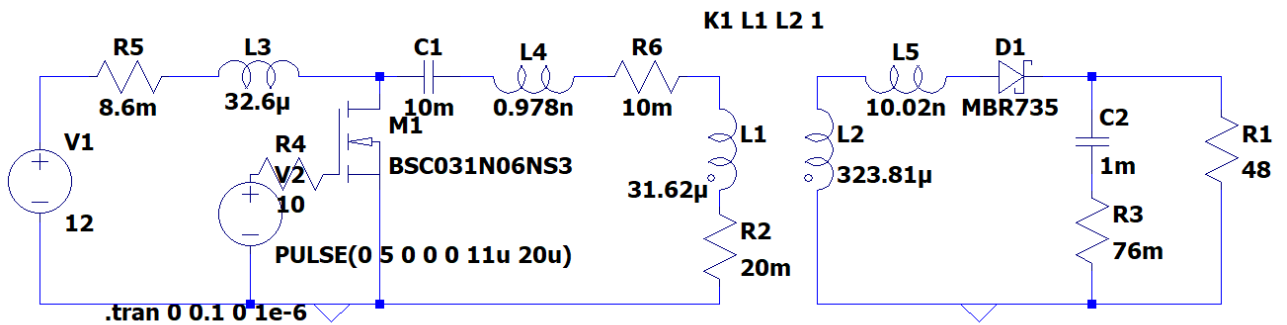 K1 L1 L2 1
R5
8.6m
L3
32.6µ
C1
10m
L4
0.978n
R6
10m
L5
10.02n
D1
MBR735
V1
12
R4
10
V2
PULSE(0 5 0 0 0 11u 20u)
M1
BSC031N06NS3
L1
31.62µ
L2
323.81µ
R2
20m
C2
1m
R3
76m
R1
48
.tran 0 0.1 0 1e-6